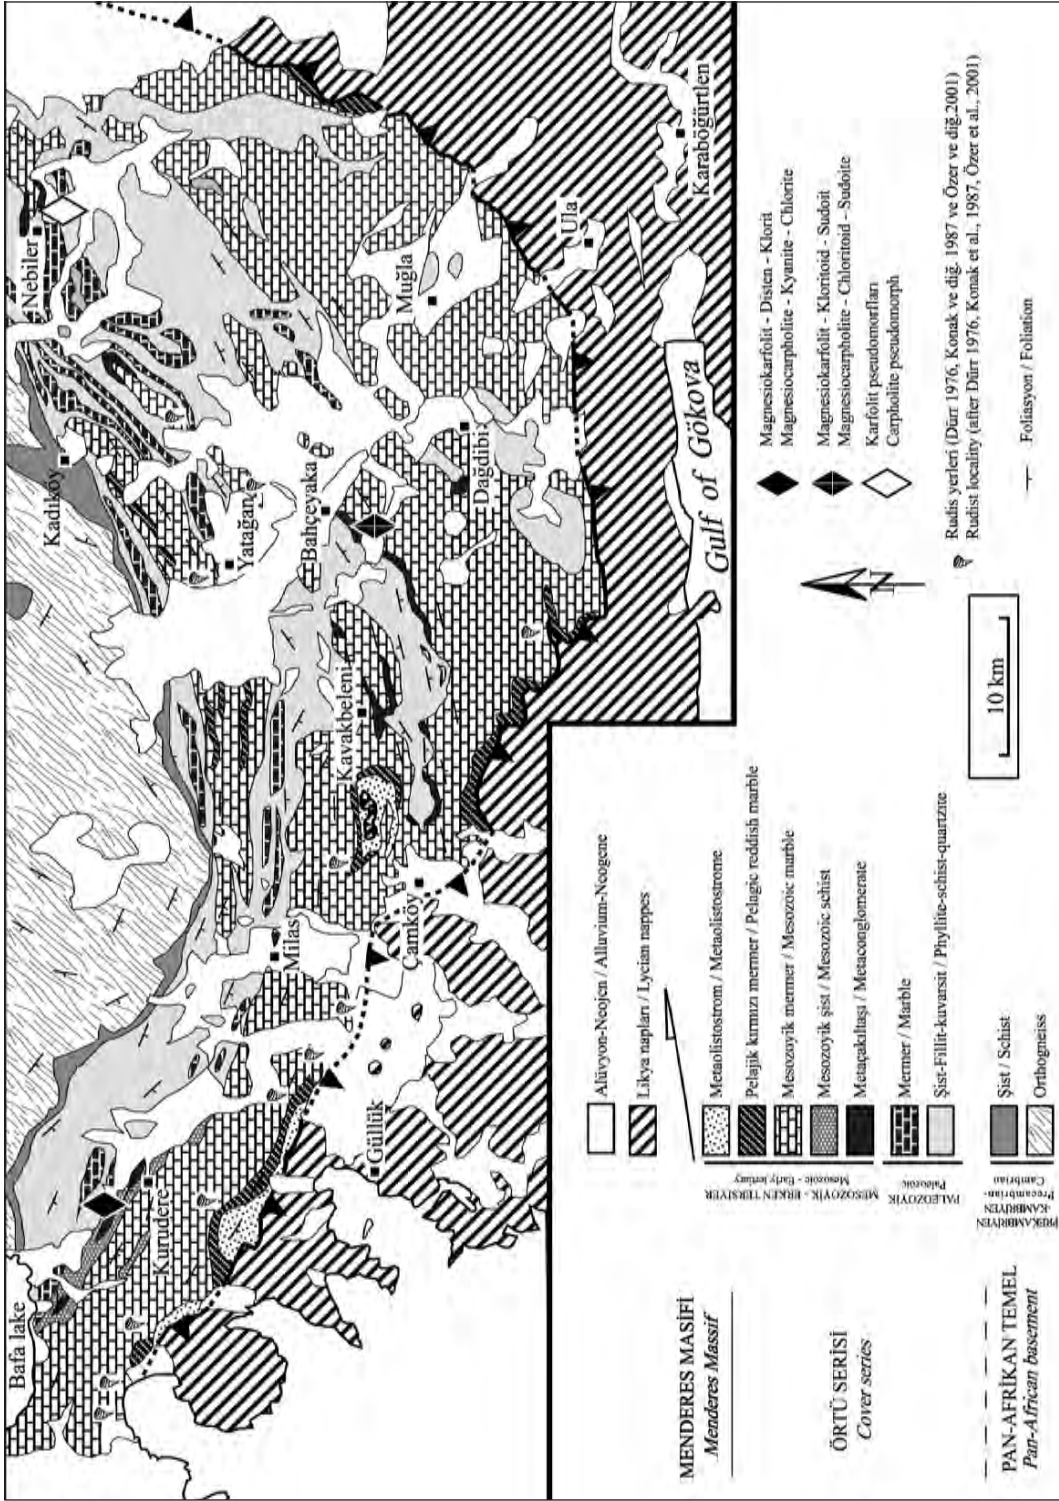 Bafa lake
Kurudere
Milas
Güllük
Çamköy
Kavakbeleni
Bahçeyaka
Yatağan
Kadıköy
Nebiler
Muğla
Dağdibi
Ula
Karaböğürtlen
Gulf of Gökova
Alüvyon-Neojen / Alluvium-Neogene
Likya napları / Lycian nappes
MENDERES MASİFİ
Menderes Massif
ÖRTÜ SERİSİ
Cover series
PAN-AFRİKAN TEMEL
Pan-African basement
MESOZOYİK - ERKEN TERSİYER
Mesozoic - Early Tertiary
Metaolistostrom / Metaolistostrome
Pelajik kırmızı mermer / Pelagic reddish marble
Mesozoyik mermer / Mesozoic marble
Mesozoyik şist / Mesozoic schist
Metaçakıltaşı / Metaconglomerate
PALEOZOYİK
Paleozoic
Mermer / Marble
Şist-Fillit-kuvarsit / Phyllite-schist-quartzite
PREKAMBRİYEN
-KAMBRİYEN
Precambrian-
Cambrian
Şist / Schist
Orthogneiss
10 km
N
Magnesiokarfolit - Disten - Klorit
Magnesiocarpholite - Kyanite - Chlorite
Magnesiokarfolit - Kloritoid - Sudoit
Magnesiocarpholite - Chloritoid - Sudoite
Karfolit pseudomorfları
Carpholite pseudomorph
Rudis yerleri (Dürr 1976, Konak ve diğ. 1987 ve Özer ve diğ.2001)
Rudist locality (after Dürr 1976, Konak et al., 1987, Özer et al., 2001)
Foliasyon / Foliation